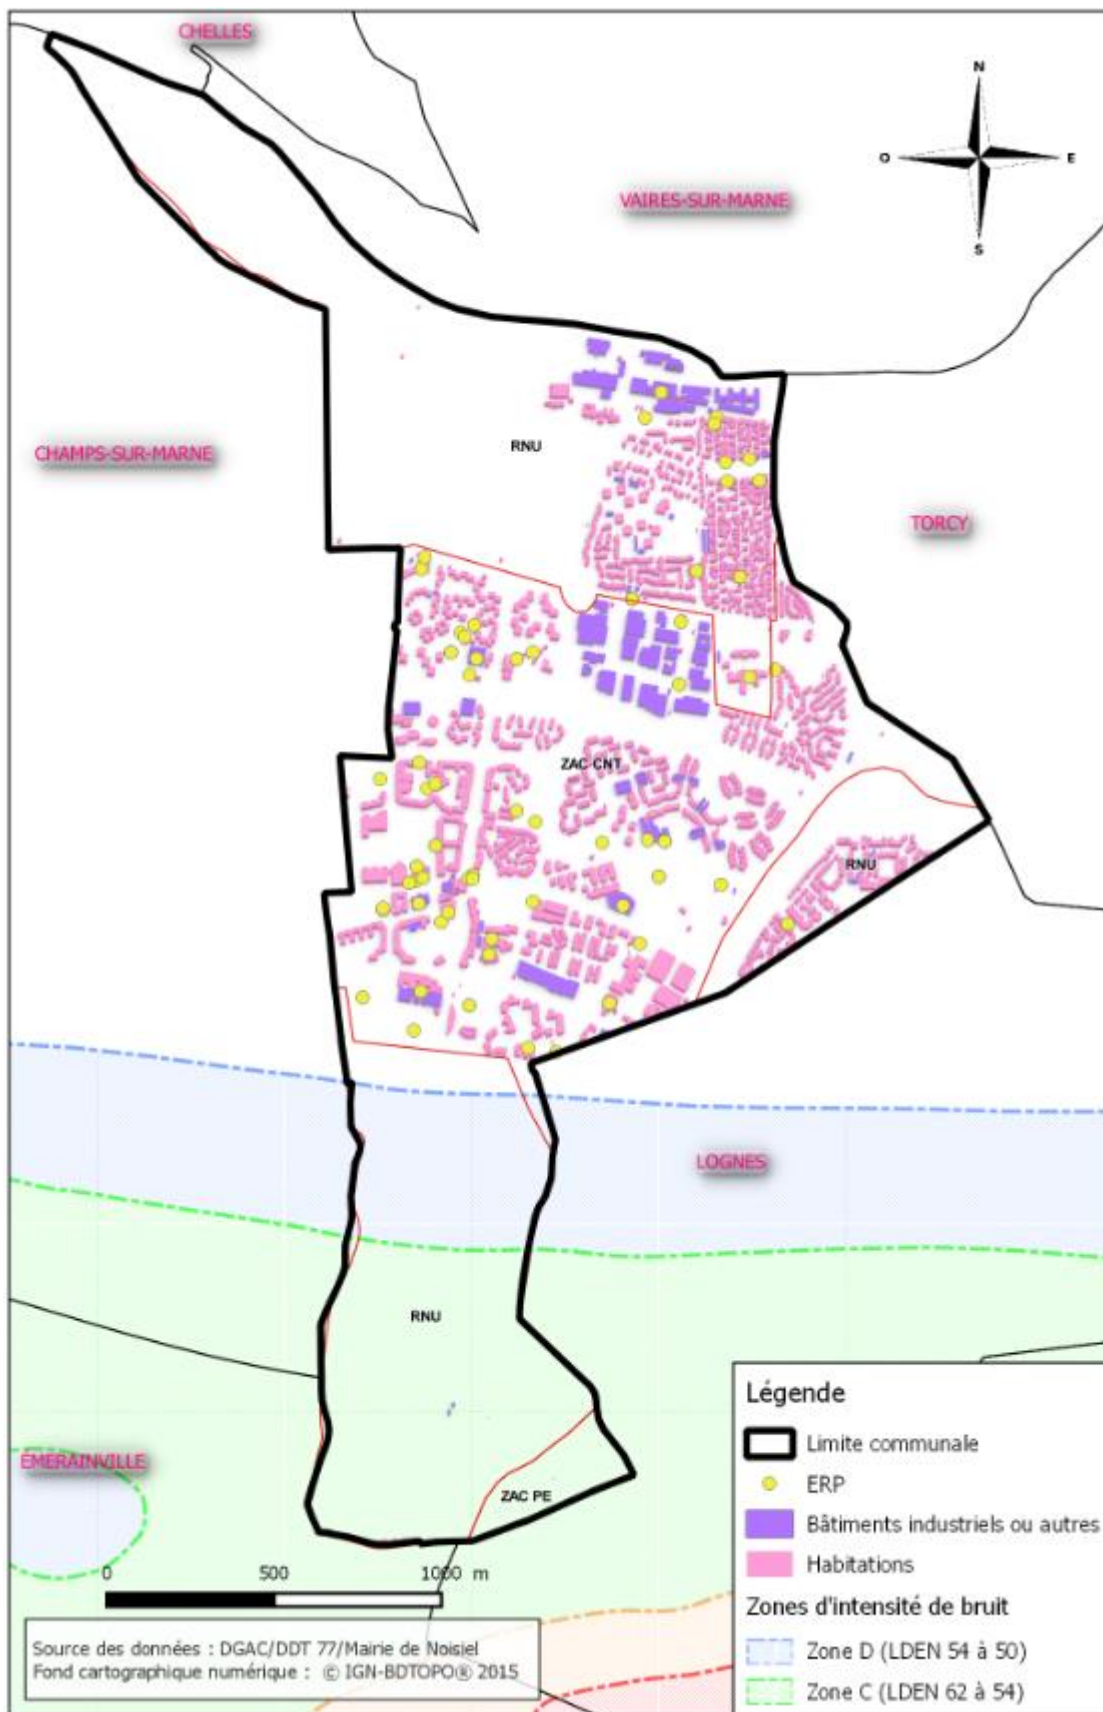 CHELLES
N
O
E
S
VAIRES-SUR-MARNE
RNU
CHAMPS-SUR-MARNE
TORCY
ZAC CNT
RNU
LOGNES
RNU
EMERAINVILLE
ZAC PE
0 500 1000 m
Source des données : DGAC/DDT 77/Mairie de Noisiel
Fond cartographique numérique : © IGN-BDTOPO® 2015
Légende
Limite communale
ERP
Bâtiments industriels ou autres
Habitations
Zones d'intensité de bruit
Zone D (LDEN 54 à 50)
Zone C (LDEN 62 à 54)